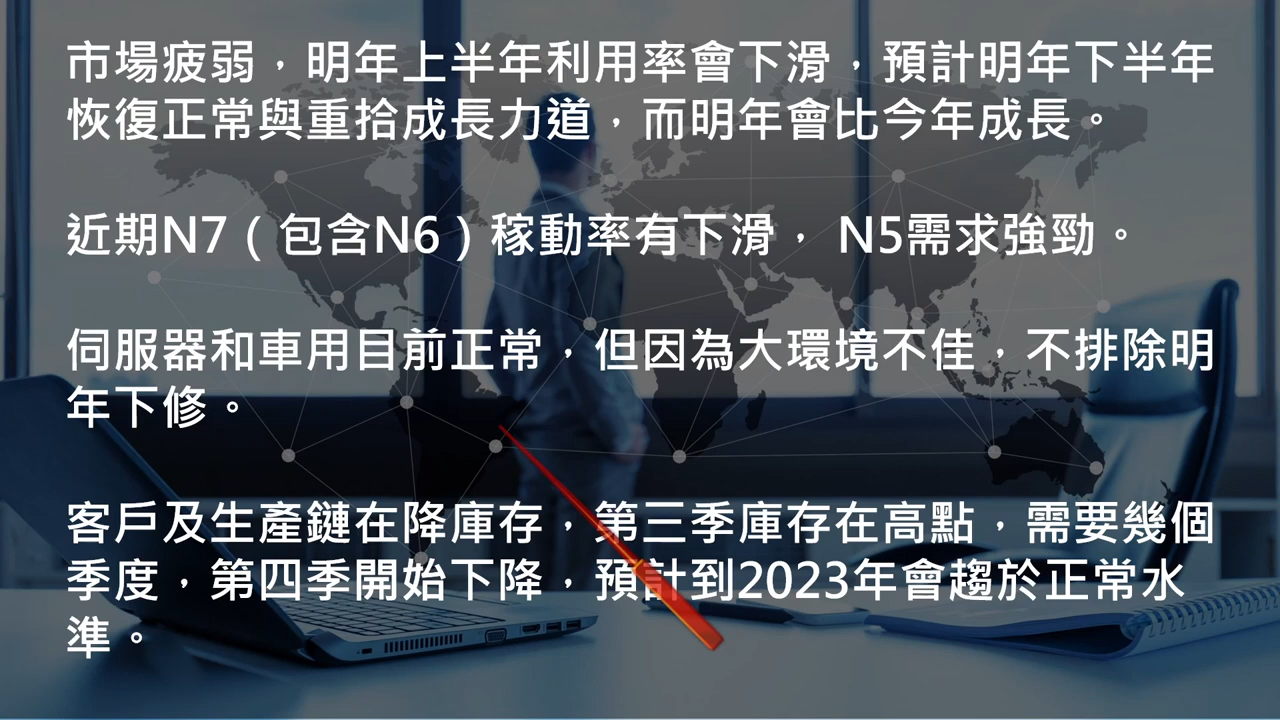 市場疲弱，明年上半年利用率會下滑，預計明年下半年
恢復正常與重拾成長力道，而明年會比今年成長。
近期N7（包含N6）稼動率有下滑， N5需求強勁。
伺服器和車用目前正常，但因為大環境不佳，不排除明
年下修。
客戶及生產鏈在降庫存，第三季庫存在高點，需要幾個
季度，第四季開始下降，預計到2023年會趨於正常水
準。